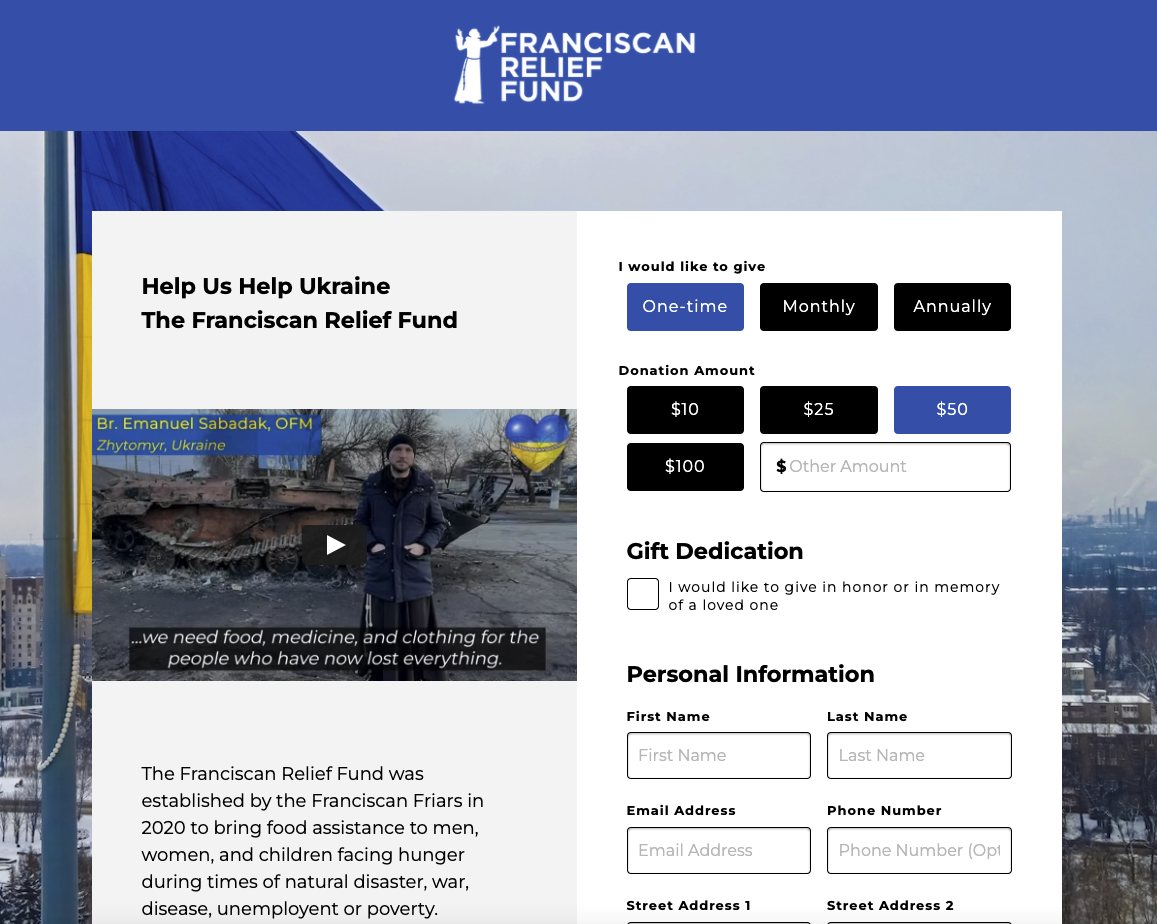 FRANCISCAN
RELIEF
FUND
Help Us Help Ukraine
The Franciscan Relief Fund
Br. Emanuel Sabadak, OFM
Zhytomyr, Ukraine
...we need food, medicine, and clothing for the
people who have now lost everything.
The Franciscan Relief Fund was
established by the Franciscan Friars in
2020 to bring food assistance to men,
women, and children facing hunger
during times of natural disaster, war,
disease, unemployent or poverty.
I would like to give
One-time Monthly Annually
Donation Amount
$10 $25 $50
$100 $ Other Amount
Gift Dedication
I would like to give in honor or in memory
of a loved one
Personal Information
First Name Last Name
First Name Last Name
Email Address Phone Number
Email Address Phone Number (Opt
Street Address 1 Street Address 2